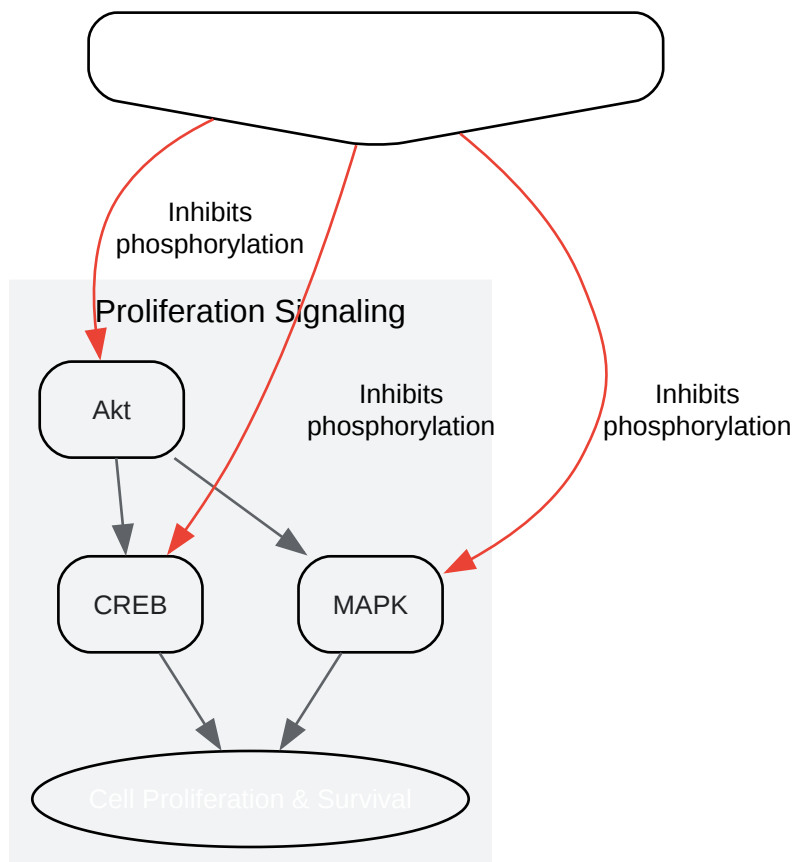 Inhibits
phosphorylation
Proliferation Signaling
Akt
Inhibits
phosphorylation
Inhibits
phosphorylation
CREB
MAPK
Cell Proliferation & Survival